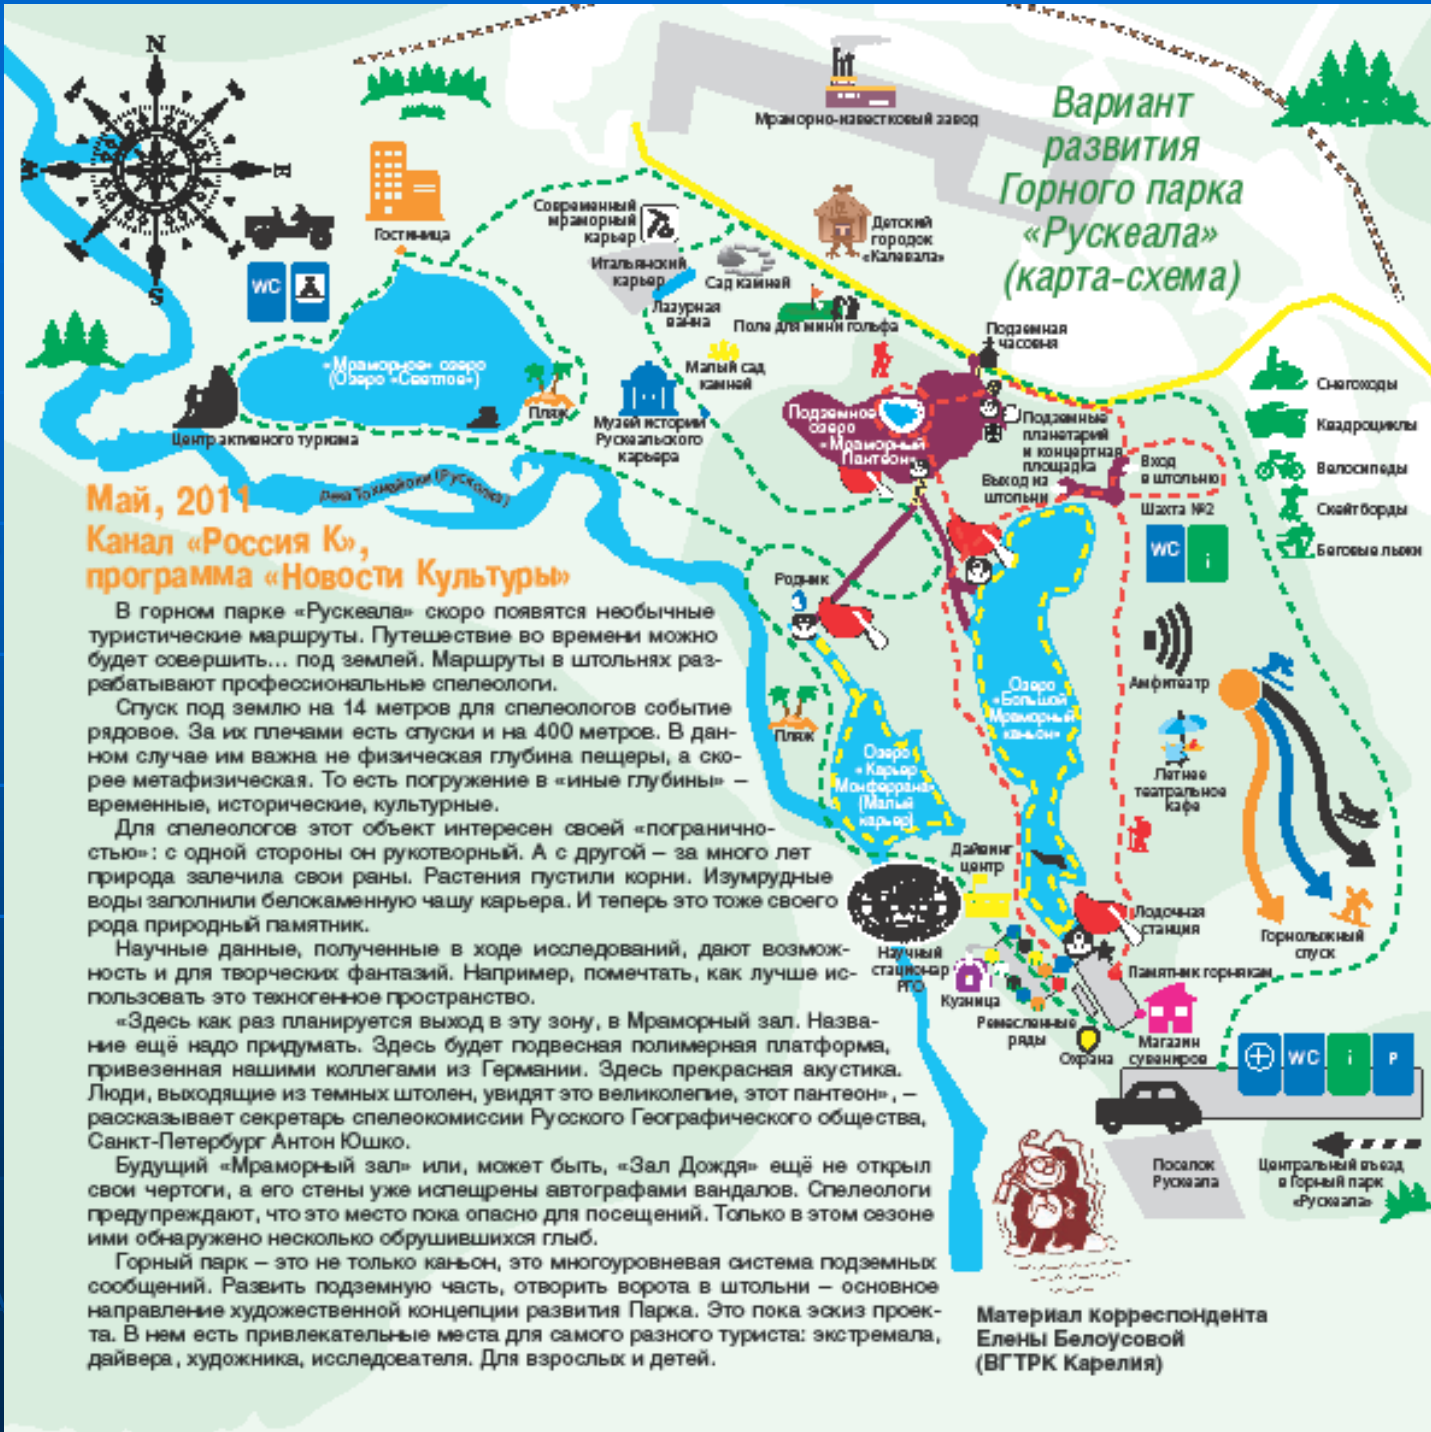 N
W
E
S
Мраморно-известковый завод
Вариант
развития
Горного парка
«Рускеала»
(карта-схема)
Гостиница
WC
Современный
мраморный
карьер
Итальянский
карьер
Лазурная
ванна
Сад камней
Детский
городок
«Калевала»
Поле для мини гольфа
Малый сад
камней
Музей истории
Рускеальского
карьера
«Мраморное» озеро
(Озеро «Светлое»)
Пляж
Центр активного туризма
Подземная
часовня
Подземное
озеро
«Мраморный
Пантеон»
Подземные
планетарий
и концертная
площадка
Выход из
штольни
Вход
в штольню
Шахта №2
WC
i
Снегоходы
Квадроциклы
Велосипеды
Скейтборды
Беговые лыжи
Река Тохмайоки (Русколка)
Май, 2011
Канал «Россия К»,
программа «Новости Культуры»
В горном парке «Рускеала» скоро появятся необычные
туристические маршруты. Путешествие во времени можно
будет совершить... под землей. Маршруты в штольнях раз-
рабатывают профессиональные спелеологи.
Спуск под землю на 14 метров для спелеологов событие
рядовое. За их плечами есть спуски и на 400 метров. В дан-
ном случае им важна не физическая глубина пещеры, а ско-
рее метафизическая. То есть погружение в «иные глубины» –
временные, исторические, культурные.
Для спелеологов этот объект интересен своей «погранично-
стью»: с одной стороны он рукотворный. А с другой – за много лет
природа залечила свои раны. Растения пустили корни. Изумрудные
воды заполнили белокаменную чашу карьера. И теперь это тоже своего
рода природный памятник.
Научные данные, полученные в ходе исследований, дают возмож-
ность и для творческих фантазий. Например, помечтать, как лучше ис-
пользовать это техногенное пространство.
«Здесь как раз планируется выход в эту зону, в Мраморный зал. Назва-
ние ещё надо придумать. Здесь будет подвесная полимерная платформа,
привезенная нашими коллегами из Германии. Здесь прекрасная акустика.
Люди, выходящие из темных штолен, увидят это великолепие, этот пантеон», –
рассказывает секретарь спелеокомиссии Русского Географического общества,
Санкт-Петербург Антон Юшко.
Будущий «Мраморный зал» или, может быть, «Зал Дождя» ещё не открыл
свои чертоги, а его стены уже испещрены автографами вандалов. Спелеологи
предупреждают, что это место пока опасно для посещений. Только в этом сезоне
ими обнаружено несколько обрушившихся глыб.
Горный парк – это не только каньон, это многоуровневая система подземных
сообщений. Развить подземную часть, отворить ворота в штольни – основное
направление художественной концепции развития Парка. Это пока эскиз проек-
та. В нем есть привлекательные места для самого разного туриста: экстремала,
дайвера, художника, исследователя. Для взрослых и детей.
Родник
Пляж
Озеро
«Карьер
Монферрана»
(Малый
карьер)
Озеро
«Большой
Мраморный
каньон»
Амфитеатр
Летнее
театральное
кафе
Дайвинг
центр
Лодочная
станция
Горнолыжный
спуск
Научный
стационар
РГО
Кузница
Ремесленные
ряды
Охрана
Памятник горнякам
Магазин
сувениров
WC
i
P
Поселок
Рускеала
Центральный въезд
в Горный парк
«Рускеала»
Материал корреспондента
Елены Белоусовой
(ВГТРК Карелия)